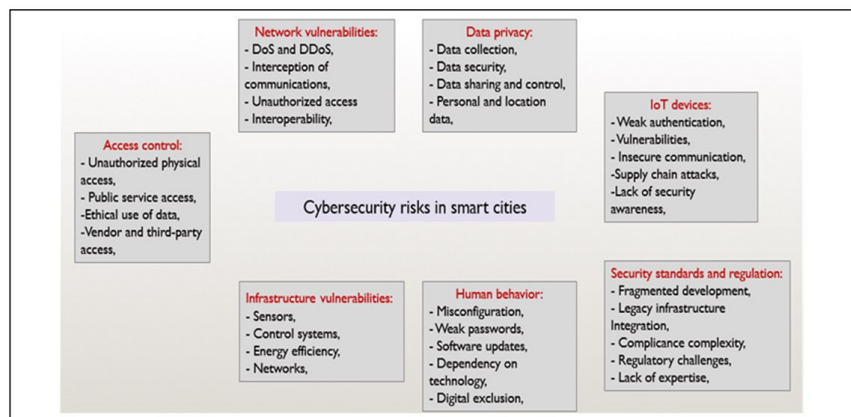 Network vulnerabilities:
- DoS and DDoS,
- Interception of
communications,
- Unauthorized access
- Interoperability,
Data privacy:
- Data collection,
- Data security,
- Data sharing and control,
- Personal and location
data,
IoT devices:
-Weak authentication,
-Vulnerabilities,
- Insecure communication,
-Supply chain attacks,
-Lack of security
awareness,
Access control:
- Unauthorized physical
access,
- Public service access,
-Ethical use of data,
-Vendor and third-party
access,
Cybersecurity risks in smart cities
Infrastructure vulnerabilities:
- Sensors,
- Control systems,
- Energy efficiency,
- Networks,
Human behavior:
- Misconfiguration,
-Weak passwords,
- Software updates,
- Dependency on
technology,
- Digital exclusion,
Security standards and regulation:
- Fragmented development,
- Legacy infrastructure
Integration,
- Complicance complexity,
- Regulatory challenges,
- Lack of expertise,